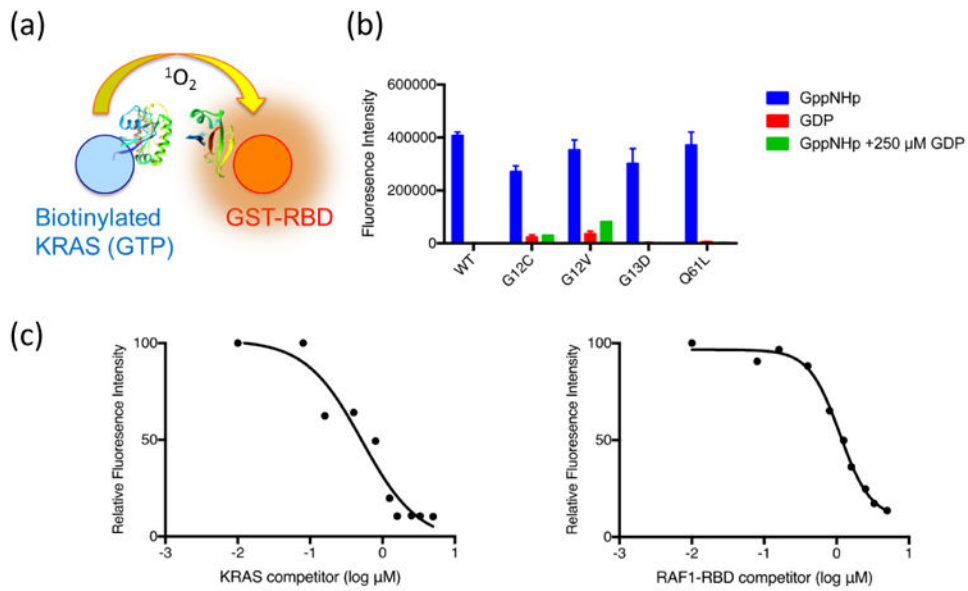 (a)
¹O₂
Biotinylated
KRAS (GTP)
GST-RBD
(b)
Fluoresence Intensity
600000
400000
200000
0
WT
G12C
G12V
G13D
Q61L
GppNHp
GDP
GppNHp +250 µM GDP
(c)
Relative Fluoresence Intensity
100
50
0
-3
-2
-1
0
1
KRAS competitor (log µM)
Relative Fluoresence Intensity
100
50
0
-3
-2
-1
0
1
RAF1-RBD competitor (log µM)